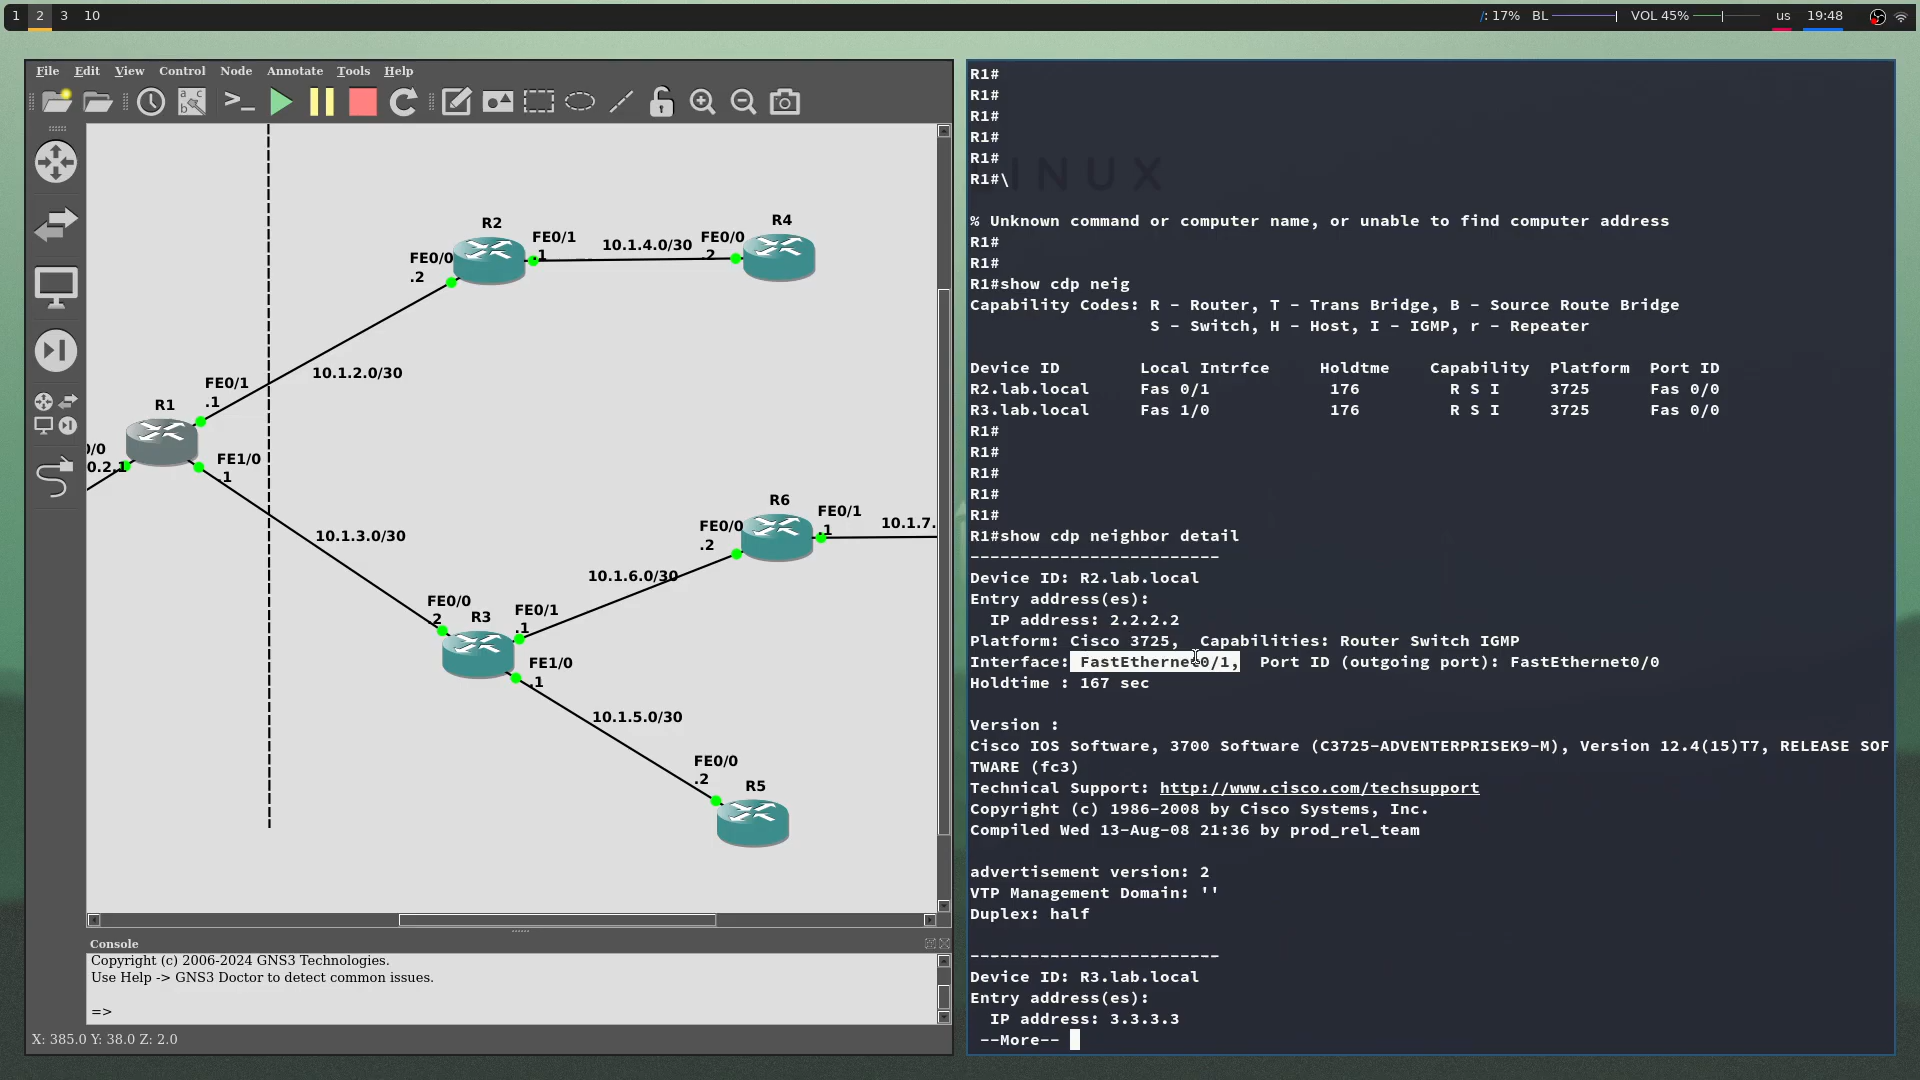 1 2 3 10
/: 17% BL VOL 45% us 19:48
File Edit View Control Node Annotate Tools Help
R2
FE0/1
.1
10.1.4.0/30
FE0/0
.2
R4
FE0/0
.2
10.1.2.0/30
FE0/1
.1
R1
0.2.1
FE1/0
.1
10.1.3.0/30
R6
FE0/0
.2
FE0/1
.1
10.1.7.
10.1.6.0/30
FE0/0
.2
R3
FE0/1
.1
FE1/0
.1
10.1.5.0/30
FE0/0
.2
R5
Console
Copyright (c) 2006-2024 GNS3 Technologies.
Use Help -> GNS3 Doctor to detect common issues.
=>
X: 385.0 Y: 38.0 Z: 2.0
R1#
R1#
R1#
R1#
R1#
R1#\
INUX
% Unknown command or computer name, or unable to find computer address
R1#
R1#
R1#show cdp neig
Capability Codes: R - Router, T - Trans Bridge, B - Source Route Bridge
S - Switch, H - Host, I - IGMP, r - Repeater
Device ID Local Intrfce Holdtme Capability Platform Port ID
R2.lab.local Fas 0/1 176 R S I 3725 Fas 0/0
R3.lab.local Fas 1/0 176 R S I 3725 Fas 0/0
R1#
R1#
R1#
R1#
R1#
R1#show cdp neighbor detail
-------------------------
Device ID: R2.lab.local
Entry address(es):
IP address: 2.2.2.2
Platform: Cisco 3725, Capabilities: Router Switch IGMP
Interface: FastEthernet0/1, Port ID (outgoing port): FastEthernet0/0
Holdtime : 167 sec
Version :
Cisco IOS Software, 3700 Software (C3725-ADVENTERPRISEK9-M), Version 12.4(15)T7, RELEASE SOF
TWARE (fc3)
Technical Support: http://www.cisco.com/techsupport
Copyright (c) 1986-2008 by Cisco Systems, Inc.
Compiled Wed 13-Aug-08 21:36 by prod_rel_team
advertisement version: 2
VTP Management Domain: ''
Duplex: half
-------------------------
Device ID: R3.lab.local
Entry address(es):
IP address: 3.3.3.3
--More--